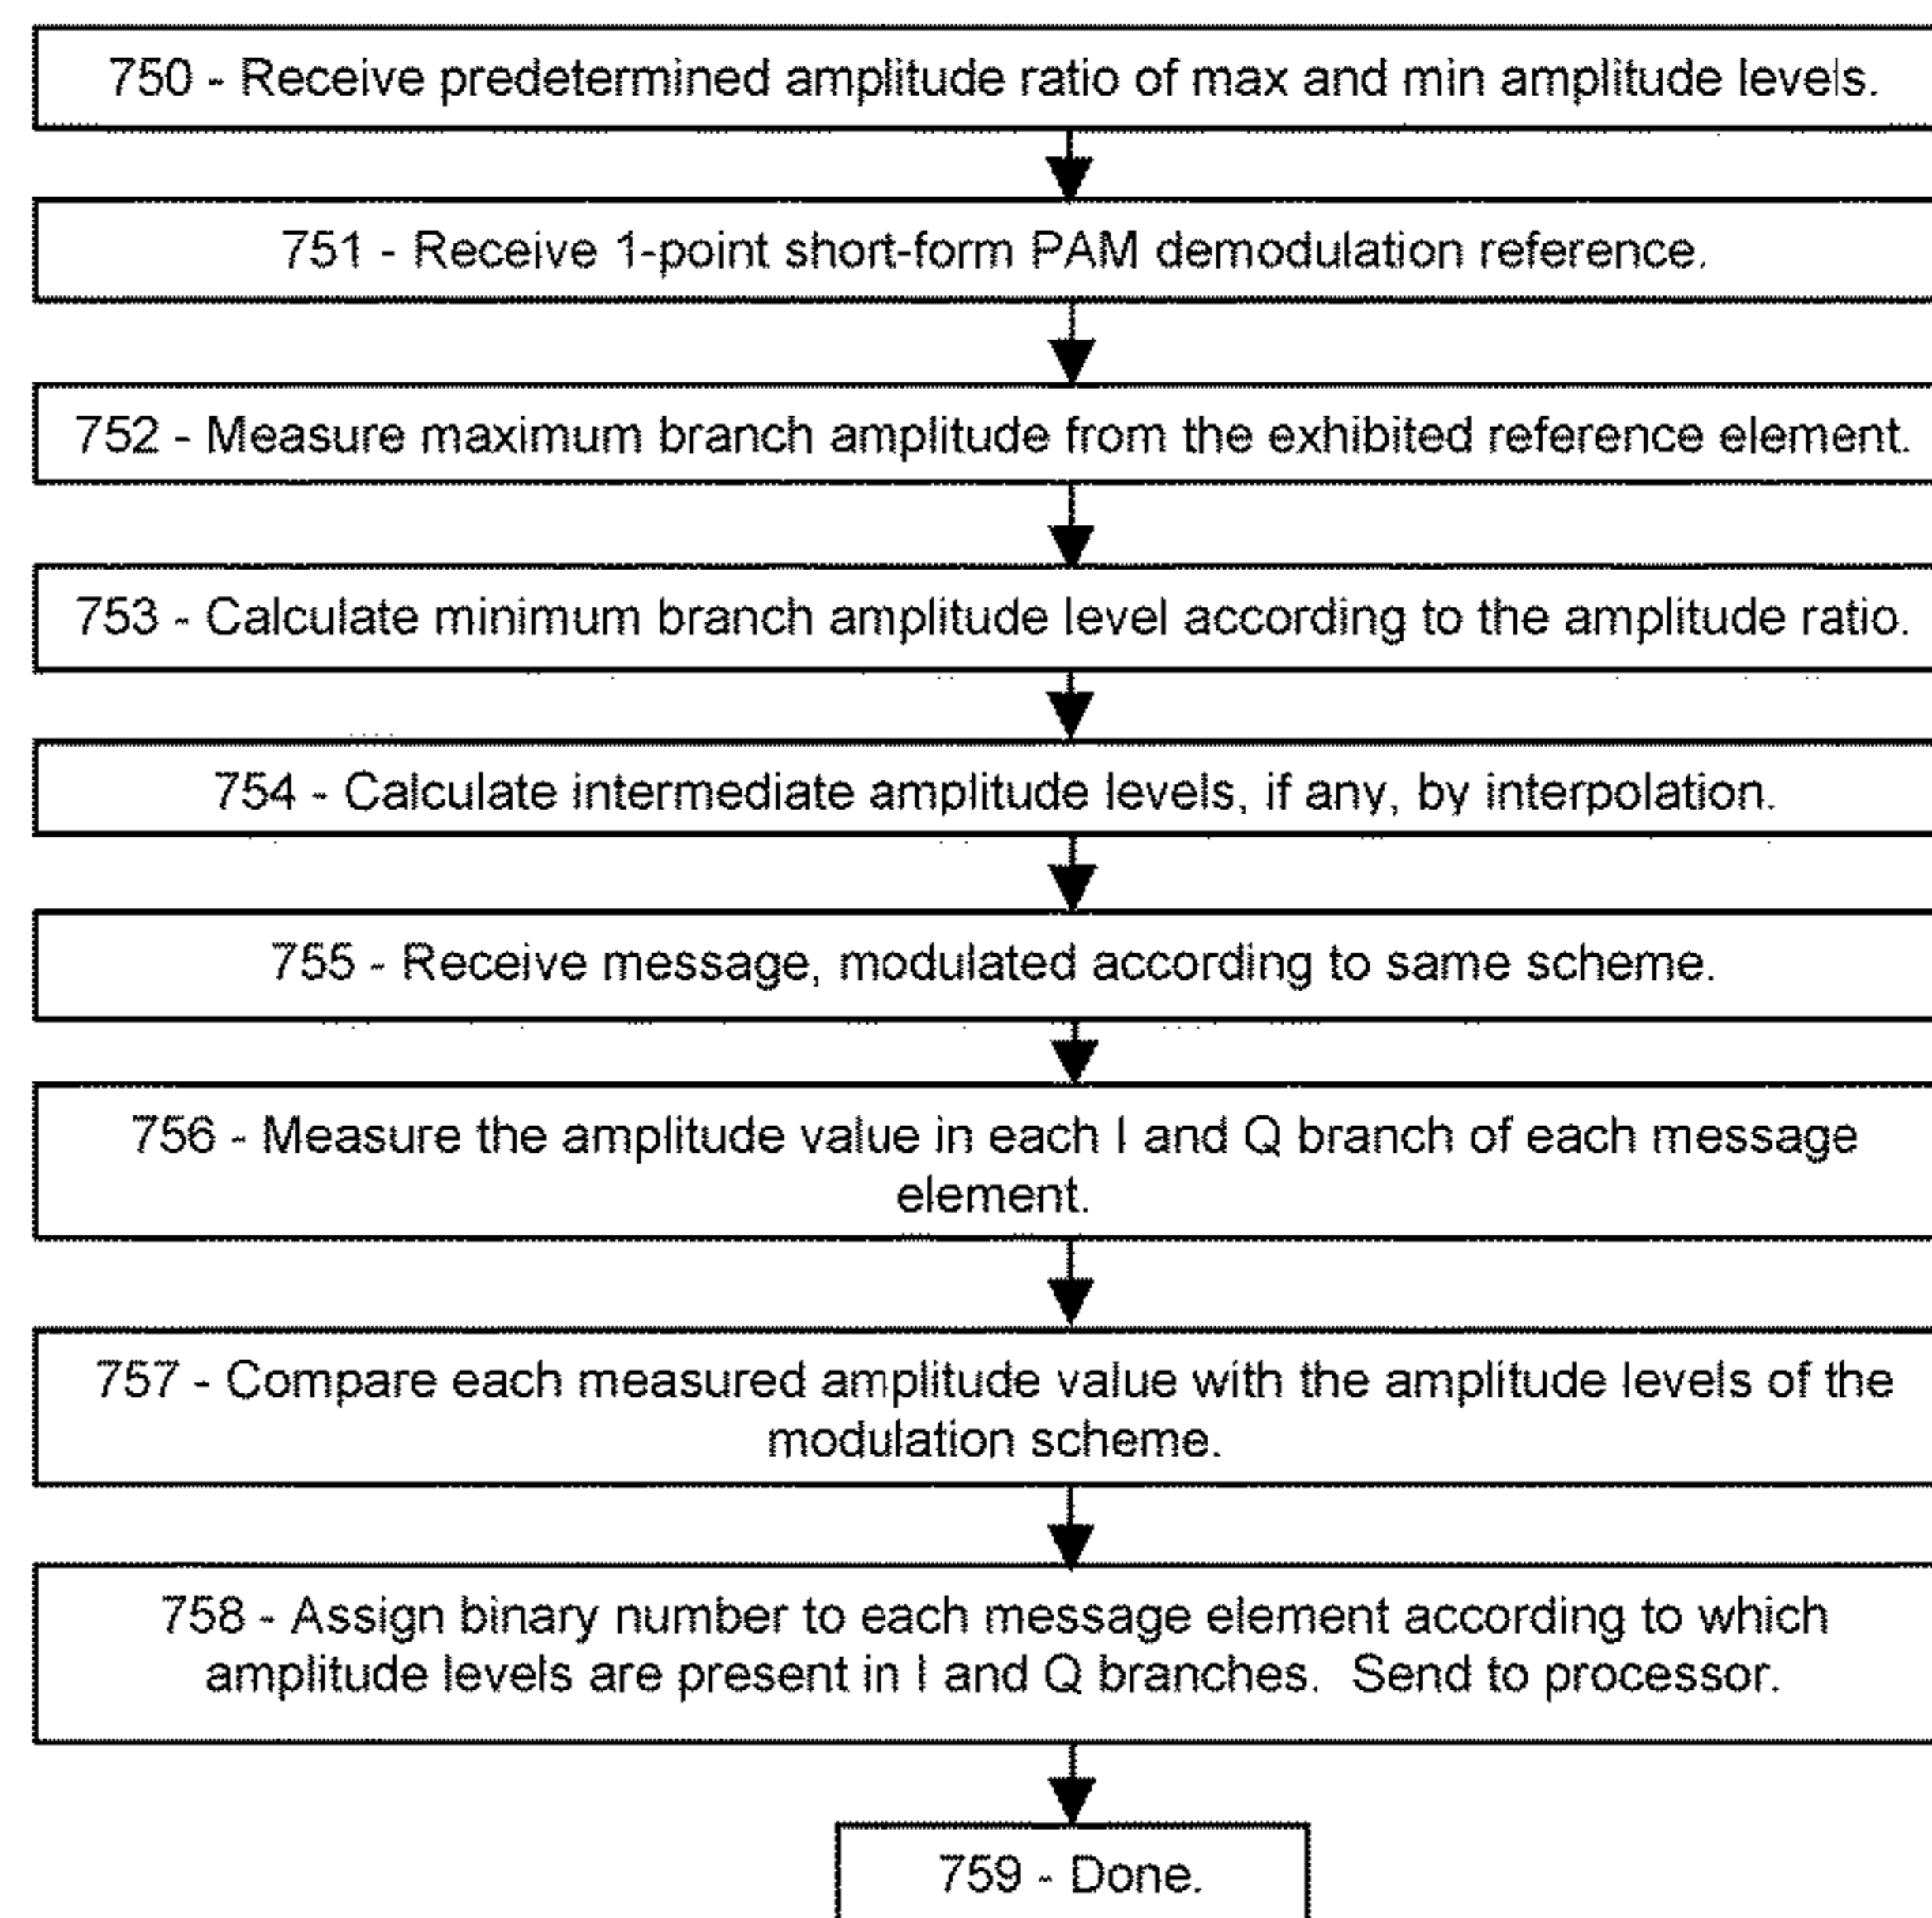 750 - Receive predetermined amplitude ratio of max and min amplitude levels.
751 - Receive 1-point short-form PAM demodulation reference.
752 - Measure maximum branch amplitude from the exhibited reference element.
753 - Calculate minimum branch amplitude level according to the amplitude ratio.
754 - Calculate intermediate amplitude levels, if any, by interpolation.
755 - Receive message, modulated according to same scheme.
756 - Measure the amplitude value in each I and Q branch of each message
element.
757 - Compare each measured amplitude value with the amplitude levels of the
modulation scheme.
758 - Assign binary number to each message element according to which
amplitude levels are present in I and Q branches.  Send to processor.
759 - Done.